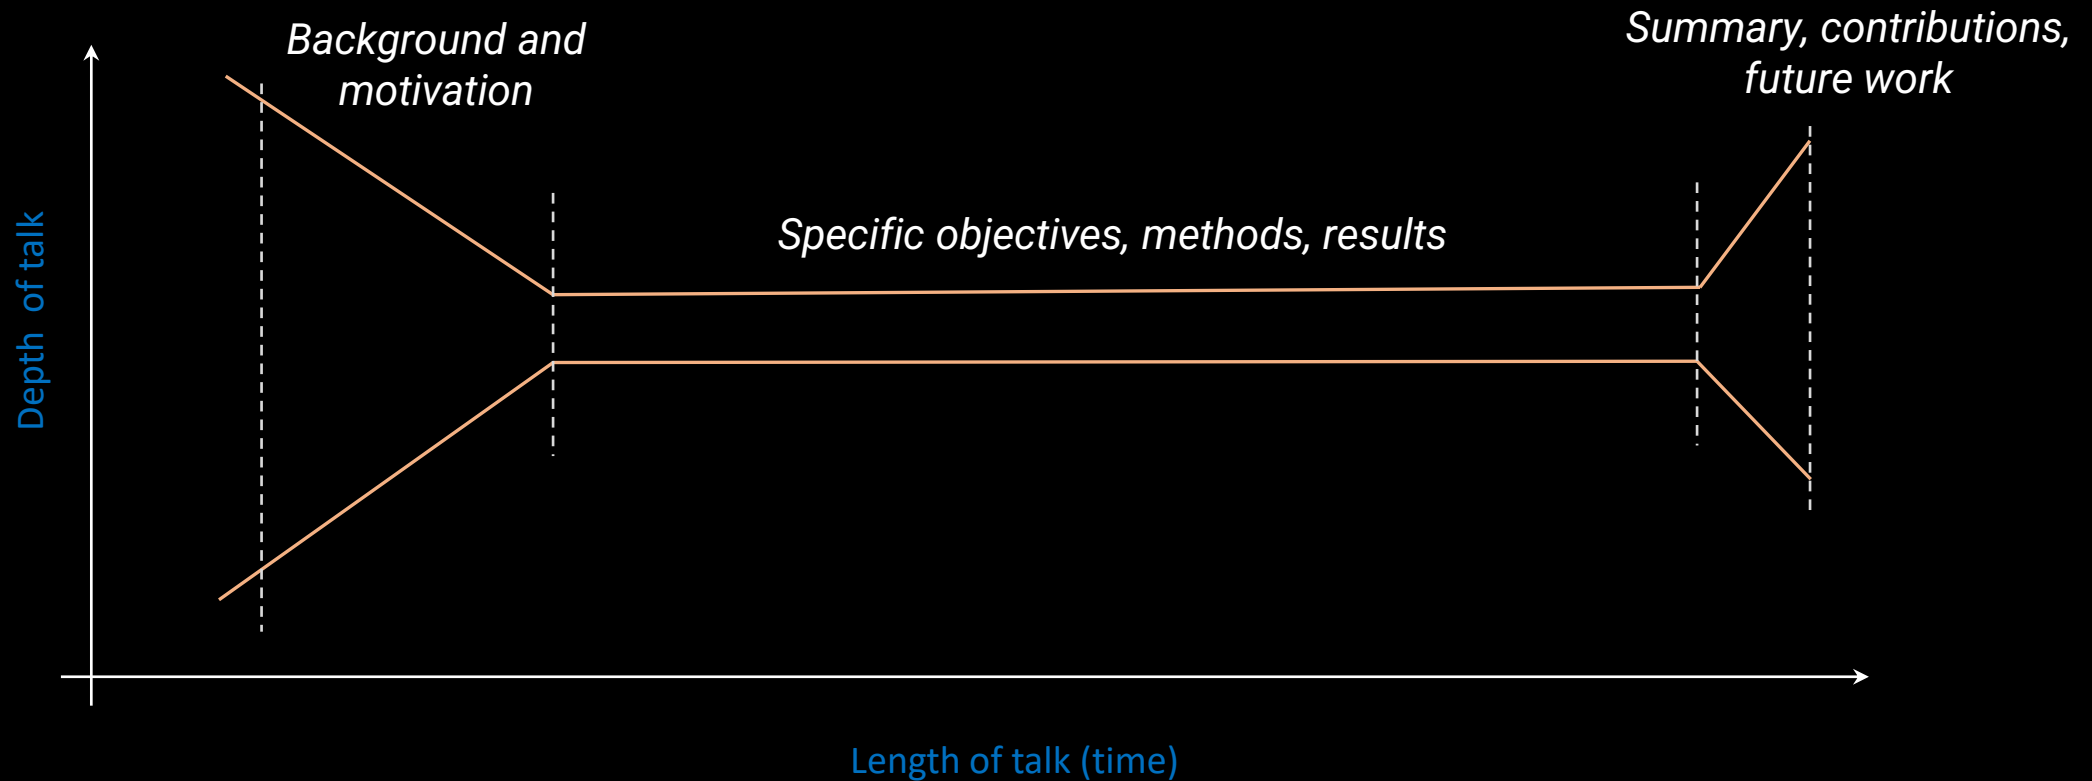 Background and
motivation
Summary, contributions,
future work
Specific objectives, methods, results
Depth of talk
Length of talk (time)